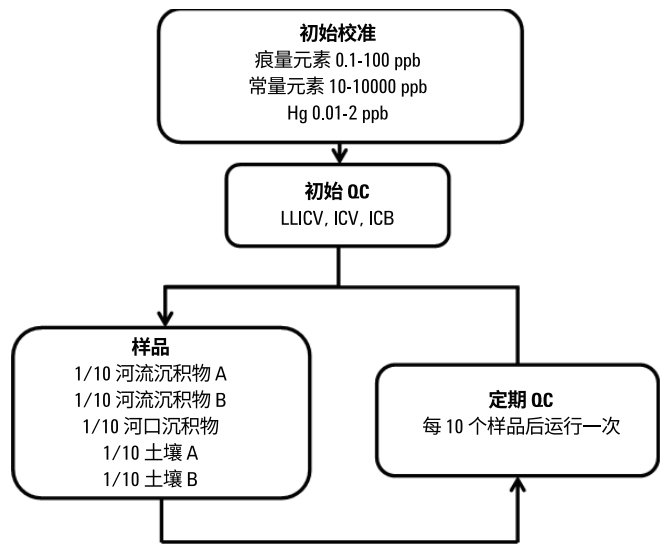 初始校准
痕量元素 0.1-100 ppb
常量元素 10-10000 ppb
Hg 0.01-2 ppb
初始 QC
LLICV, ICV, ICB
样品
1/10 河流沉积物 A
1/10 河流沉积物 B
1/10 河口沉积物
1/10 土壤 A
1/10 土壤 B
定期 QC
每 10 个样品后运行一次